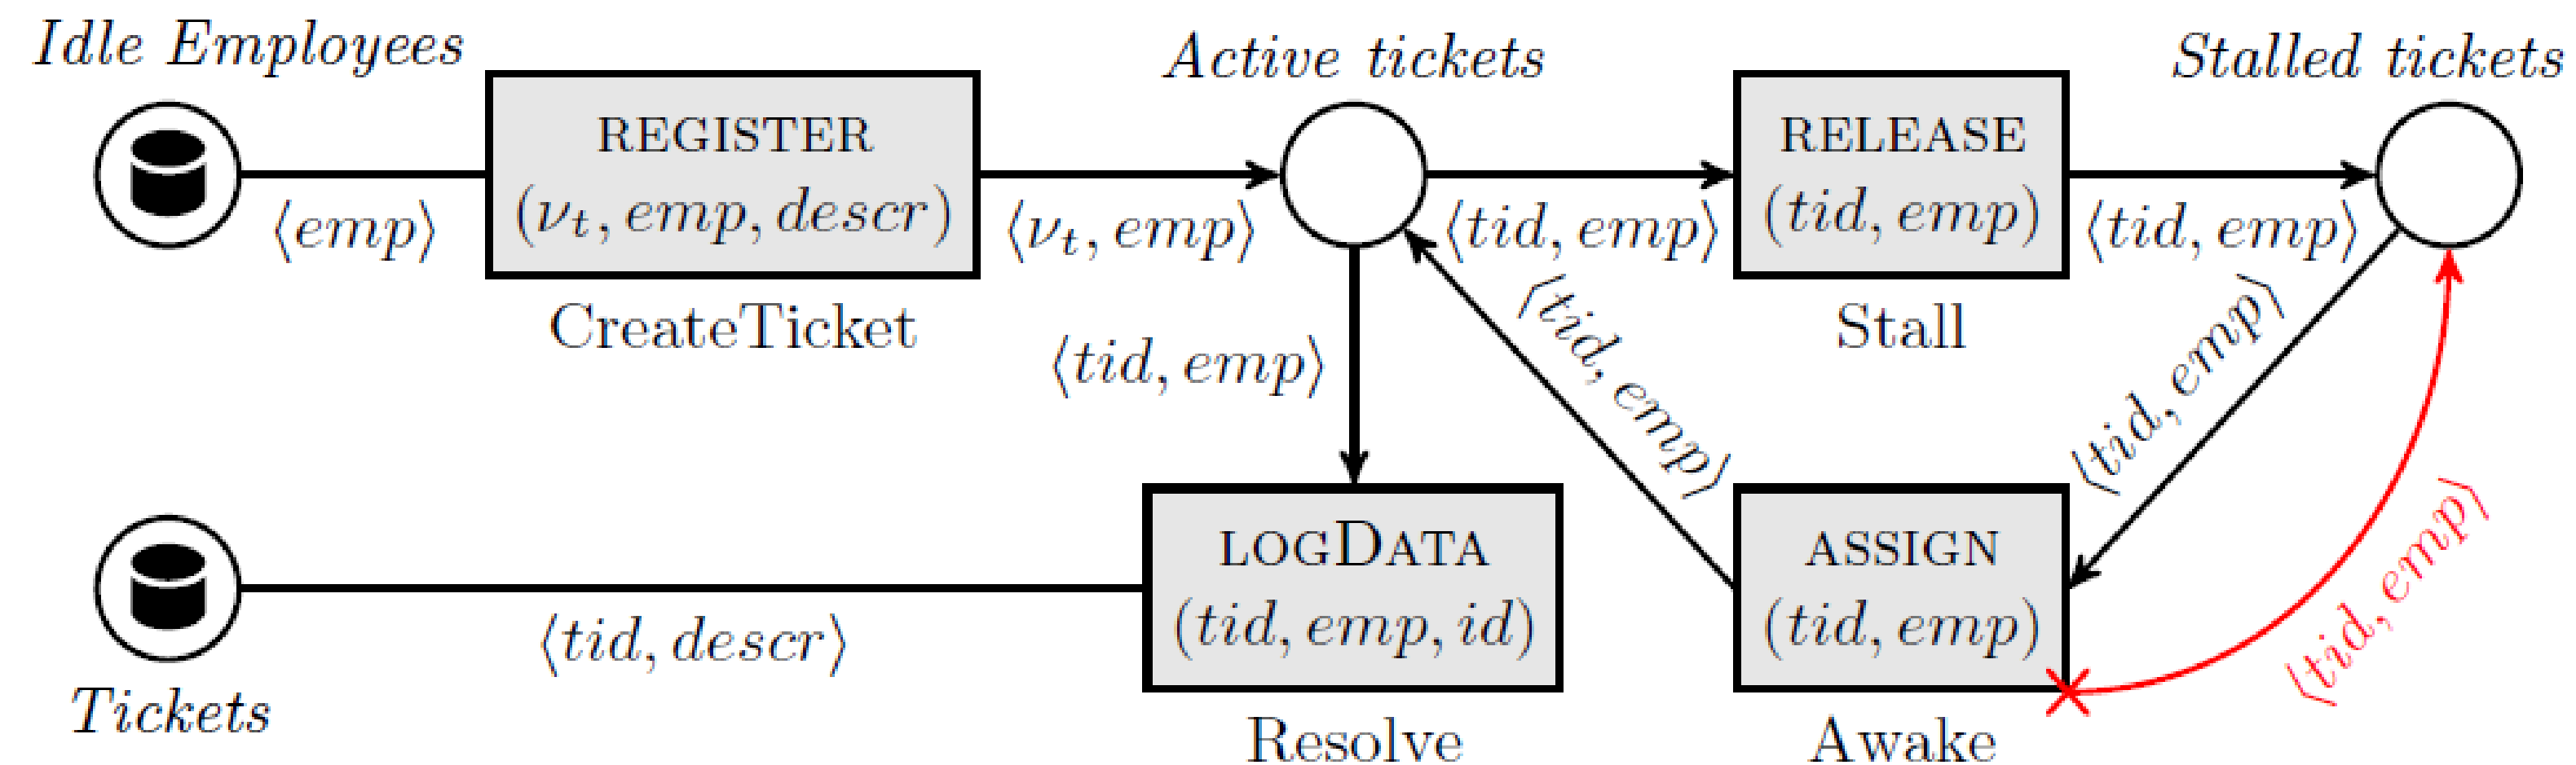 Idle Employees
Active tickets
Stalled tickets
REGISTER
(νt, emp, descr)
CreateTicket
⟨emp⟩
⟨νt, emp⟩
⟨tid, emp⟩
RELEASE
(tid, emp)
Stall
⟨tid, emp⟩
⟨tid, emp⟩
⟨tid, emp⟩
⟨tid, emp⟩
⟨tid, emp⟩
Tickets
⟨tid, descr⟩
LOGDATA
(tid, emp, id)
Resolve
ASSIGN
(tid, emp)
Awake